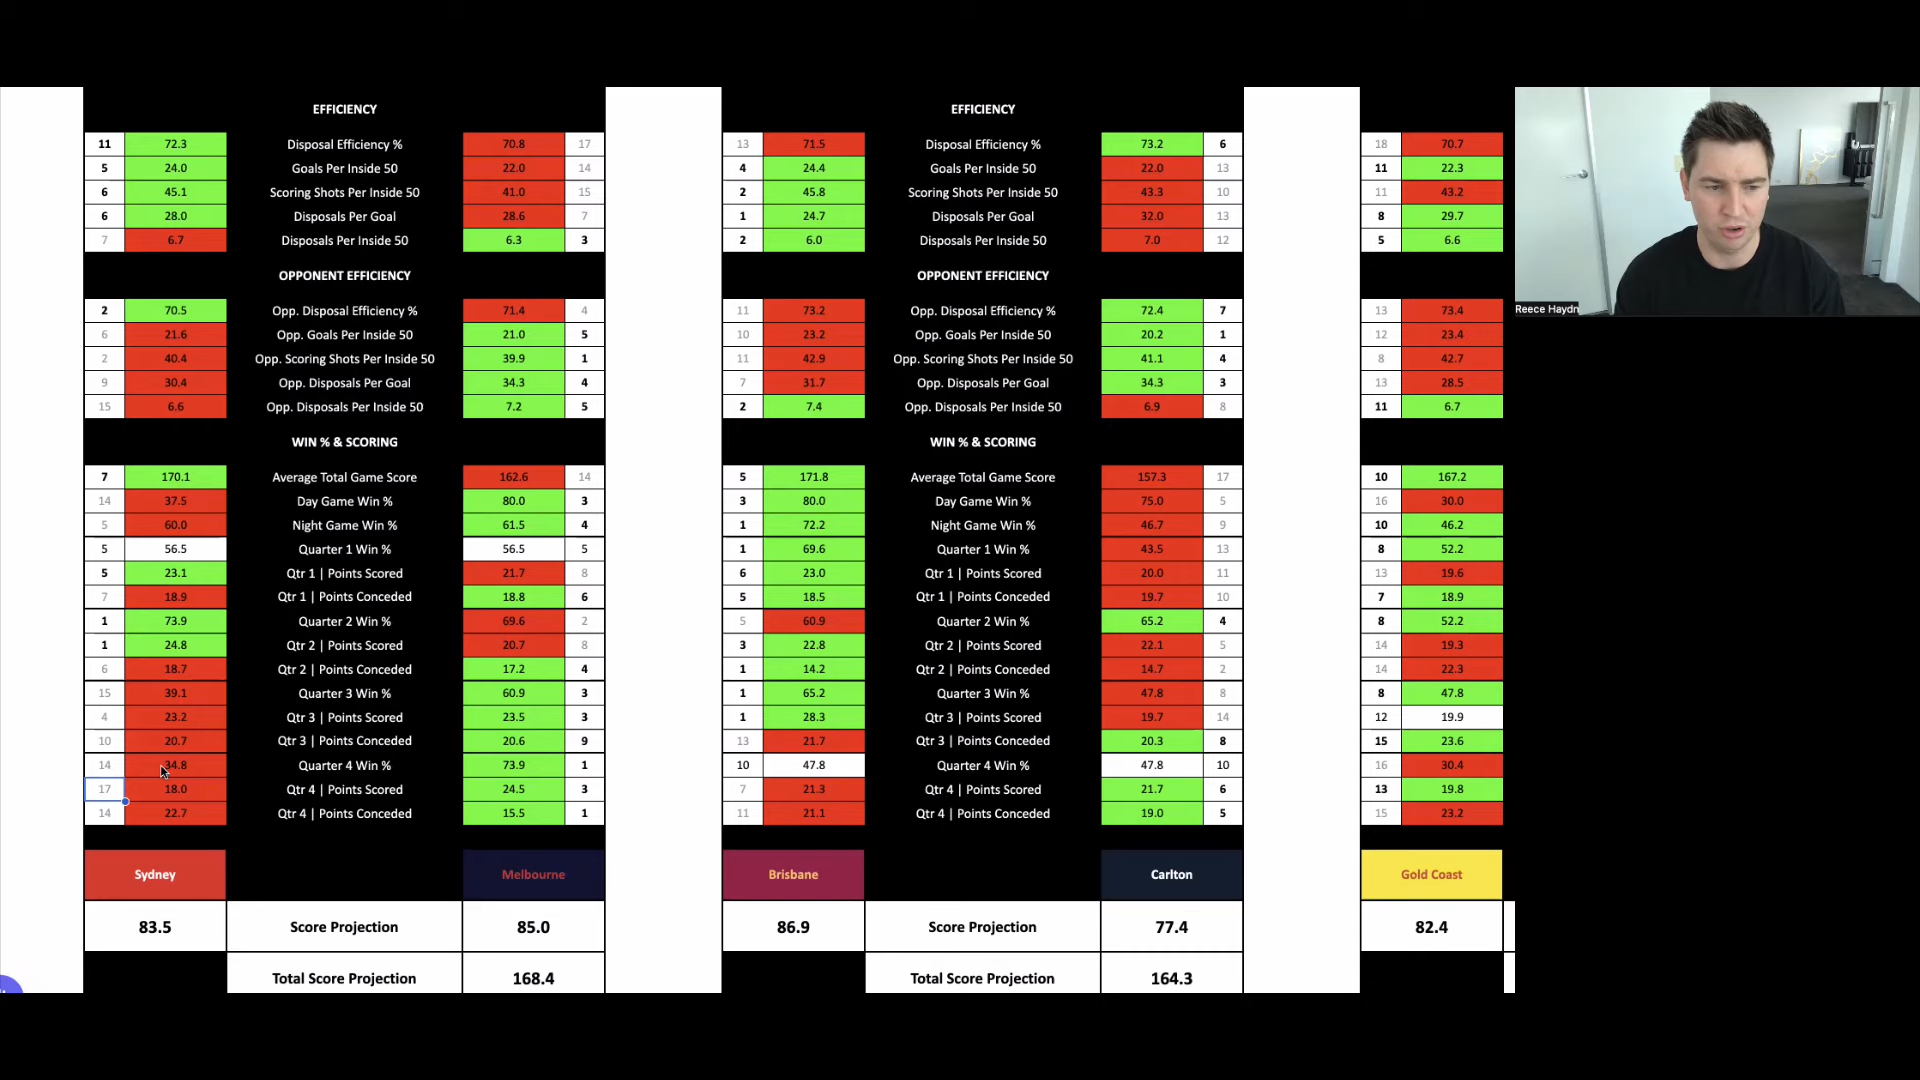 EFFICIENCY
11 72.3 Disposal Efficiency % 70.8 17
5 24.0 Goals Per Inside 50 22.0 14
6 45.1 Scoring Shots Per Inside 50 41.0 15
6 28.0 Disposals Per Goal 28.6 7
7 6.7 Disposals Per Inside 50 6.3 3
OPPONENT EFFICIENCY
2 70.5 Opp. Disposal Efficiency % 71.4 4
6 21.6 Opp. Goals Per Inside 50 21.0 5
2 40.4 Opp. Scoring Shots Per Inside 50 39.9 1
9 30.4 Opp. Disposals Per Goal 34.3 4
15 6.6 Opp. Disposals Per Inside 50 7.2 5
WIN % & SCORING
7 170.1 Average Total Game Score 162.6 14
14 37.5 Day Game Win % 80.0 3
5 60.0 Night Game Win % 61.5 4
5 56.5 Quarter 1 Win % 56.5 5
5 23.1 Qtr 1 | Points Scored 21.7 8
7 18.9 Qtr 1 | Points Conceded 18.8 6
1 73.9 Quarter 2 Win % 69.6 2
1 24.8 Qtr 2 | Points Scored 20.7 8
6 18.7 Qtr 2 | Points Conceded 17.2 4
15 39.1 Quarter 3 Win % 60.9 3
4 23.2 Qtr 3 | Points Scored 23.5 3
10 20.7 Qtr 3 | Points Conceded 20.6 9
14 34.8 Quarter 4 Win % 73.9 1
17 18.0 Qtr 4 | Points Scored 24.5 3
14 22.7 Qtr 4 | Points Conceded 15.5 1
Sydney Melbourne
83.5 Score Projection 85.0
Total Score Projection 168.4
EFFICIENCY
13 71.5 Disposal Efficiency % 73.2 6
4 24.4 Goals Per Inside 50 22.0 13
2 45.8 Scoring Shots Per Inside 50 43.3 10
1 24.7 Disposals Per Goal 32.0 13
2 6.0 Disposals Per Inside 50 7.0 12
OPPONENT EFFICIENCY
11 73.2 Opp. Disposal Efficiency % 72.4 7
10 23.2 Opp. Goals Per Inside 50 20.2 1
11 42.9 Opp. Scoring Shots Per Inside 50 41.1 4
7 31.7 Opp. Disposals Per Goal 34.3 3
2 7.4 Opp. Disposals Per Inside 50 6.9 8
WIN % & SCORING
5 171.8 Average Total Game Score 157.3 17
3 80.0 Day Game Win % 75.0 5
1 72.2 Night Game Win % 46.7 9
1 69.6 Quarter 1 Win % 43.5 13
6 23.0 Qtr 1 | Points Scored 20.0 11
5 18.5 Qtr 1 | Points Conceded 19.7 10
5 60.9 Quarter 2 Win % 65.2 4
3 22.8 Qtr 2 | Points Scored 22.1 5
1 14.2 Qtr 2 | Points Conceded 14.7 2
1 65.2 Quarter 3 Win % 47.8 8
1 28.3 Qtr 3 | Points Scored 19.7 14
13 21.7 Qtr 3 | Points Conceded 20.3 8
10 47.8 Quarter 4 Win % 47.8 10
7 21.3 Qtr 4 | Points Scored 21.7 6
11 21.1 Qtr 4 | Points Conceded 19.0 5
Brisbane Carlton
86.9 Score Projection 77.4
Total Score Projection 164.3
18 70.7
11 22.3
11 43.2
8 29.7
5 6.6
13 73.4
12 23.4
8 42.7
13 28.5
11 6.7
10 167.2
16 30.0
10 46.2
8 52.2
13 19.6
7 18.9
8 52.2
14 19.3
14 22.3
8 47.8
12 19.9
15 23.6
16 30.4
13 19.8
15 23.2
Gold Coast
82.4
Reece Haydn